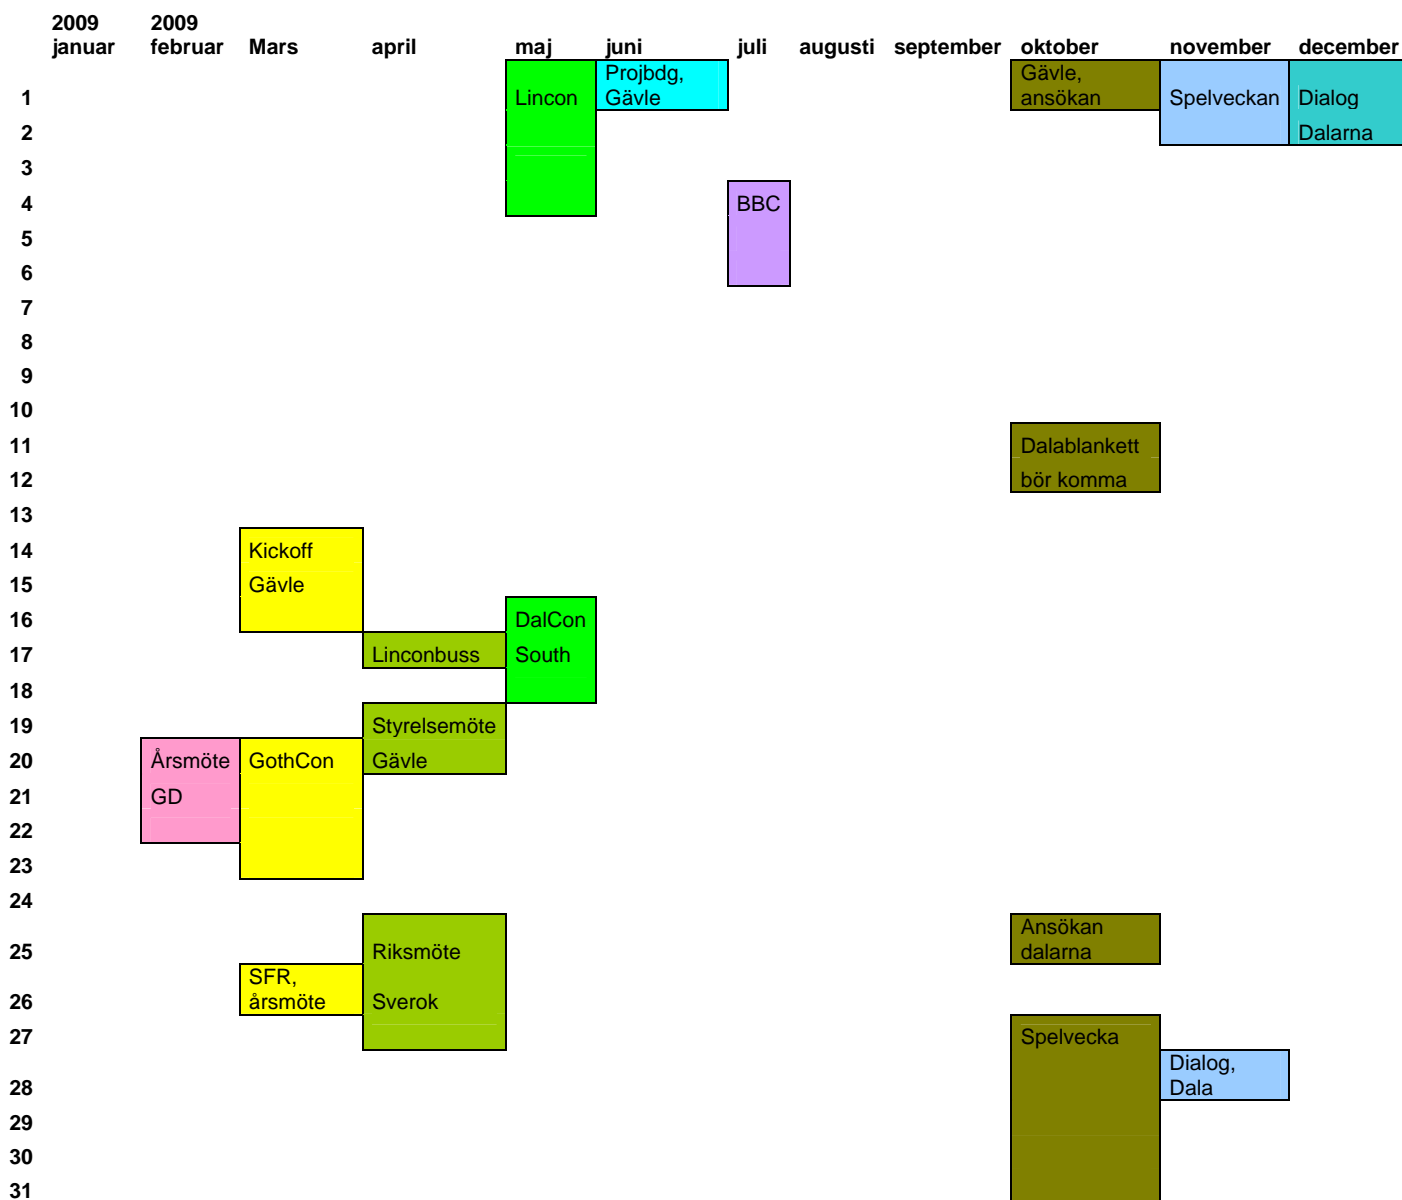 2009 2009
januar februar Mars april maj juni juli augusti september oktober november december
Projbdg, Gävle,
1 Lincon Gävle ansökan Spelveckan Dialog
2 Dalarna
3
4 BBC
5
6
7
8
9
10
11 Dalablankett
12 bör komma
13
14 Kickoff
15 Gävle
16 DalCon
17 Linconbuss South
18
19 Styrelsemöte
20 Årsmöte GothCon Gävle
21 GD
22
23
24
Ansökan
25 Riksmöte dalarna
SFR,
26 årsmöte Sverok
27 Spelvecka
Dialog,
28 Dala
29
30
31